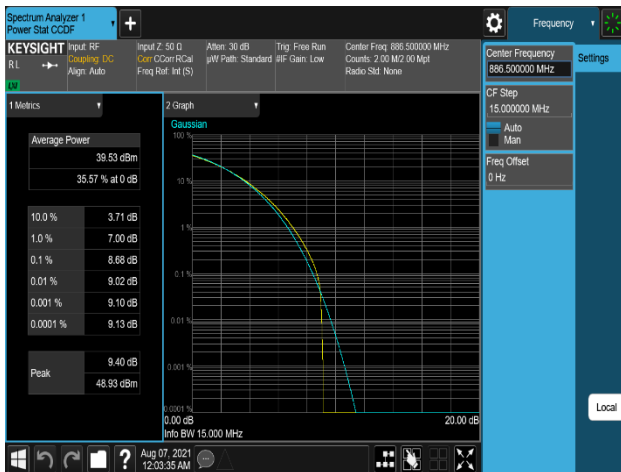 Spectrum Analyzer 1
Power Stat CCDF
Frequency
KEYSIGHT
RL
Input: RF
Coupling: DC
Align: Auto
Input Z: 50 Ω
Corr CCorr RCal
Freq Ref: Int (S)
Atten: 30 dB
µW Path: Standard
Trig: Free Run
#IF Gain: Low
Center Freq: 886.500000 MHz
Counts: 2.00 M/2.00 Mpt
Radio Std: None
1 Metrics
Average Power
39.53 dBm
35.57 % at 0 dB
10.0 % 3.71 dB
1.0 % 7.00 dB
0.1 % 8.68 dB
0.01 % 9.02 dB
0.001 % 9.10 dB
0.0001 % 9.13 dB
Peak
9.40 dB
48.93 dBm
2 Graph
Gaussian
100 %
10 %
1 %
0.1 %
0.01 %
0.001 %
0.0001 %
0.00 dB
20.00 dB
Info BW 15.000 MHz
Center Frequency
886.500000 MHz
Settings
CF Step
15.000000 MHz
Auto
Man
Freq Offset
0 Hz
Local
?
Aug 07, 2021
12:03:35 AM